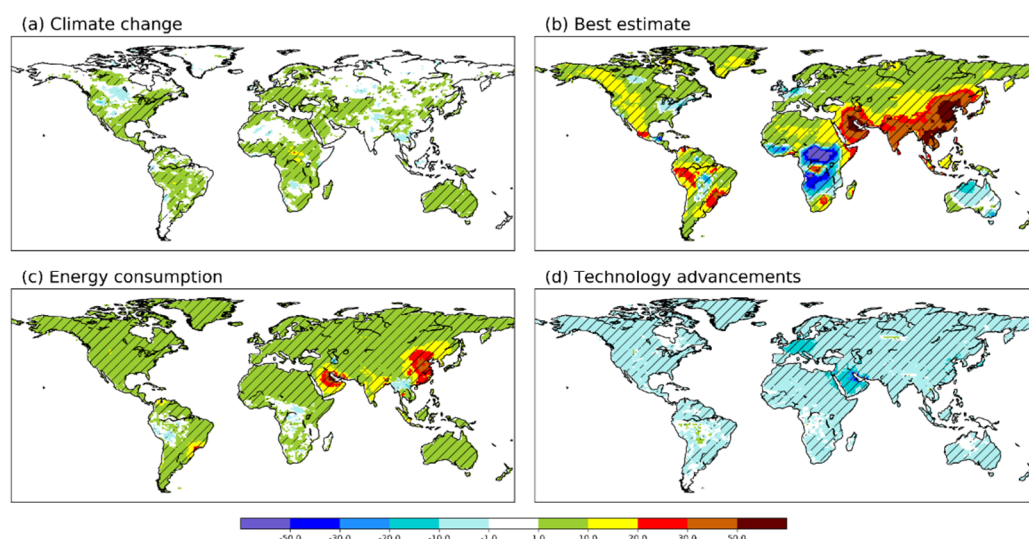 (a) Climate change
(b) Best estimate
(c) Energy consumption
(d) Technology advancements
-50.0 -30.0 -20.0 -10.0 -1.0 1.0 10.0 20.0 30.0 50.0